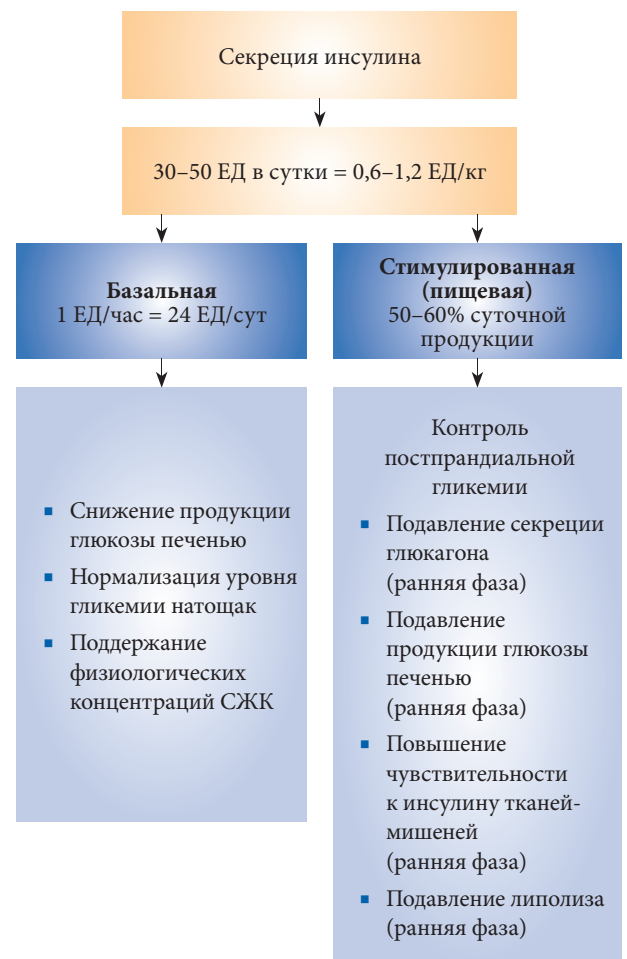 Секреция инсулина
30–50 ЕД в сутки = 0,6–1,2 ЕД/кг
Базальная
1 ЕД/час = 24 ЕД/сут
Стимулированная
(пищевая)
50–60% суточной
продукции
▪ Снижение продукции
глюкозы печенью
▪ Нормализация уровня
гликемии натощак
▪ Поддержание
физиологических
концентраций СЖК
Контроль
постпрандиальной
гликемии
▪ Подавление секреции
глюкагона
(ранняя фаза)
▪ Подавление
продукции глюкозы
печенью
(ранняя фаза)
▪ Повышение
чувствительности
к инсулину тканей-
мишеней
(ранняя фаза)
▪ Подавление липолиза
(ранняя фаза)